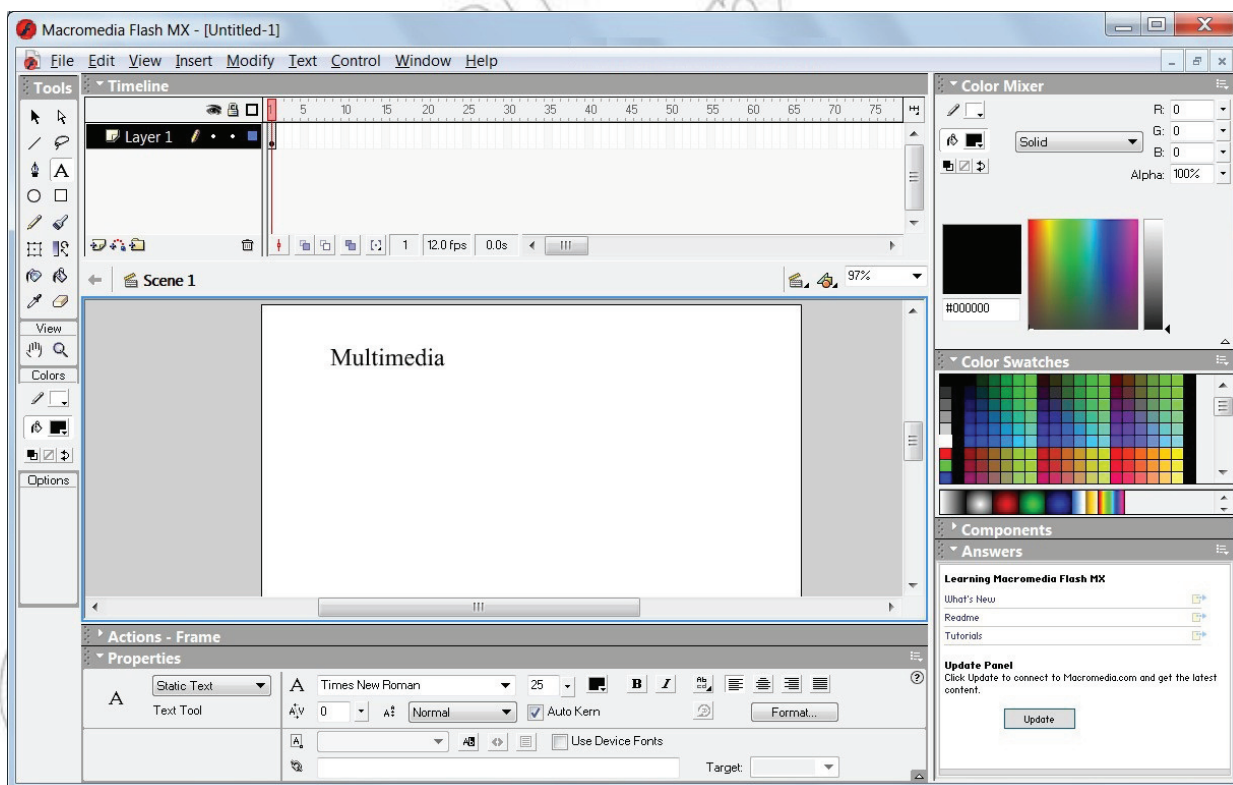 Macromedia Flash MX - [Untitled-1]
File Edit View Insert Modify Text Control Window Help
Tools
Timeline
1 5 10 15 20 25 30 35 40 45 50 55 60 65 70 75
Layer 1
1 12.0 fps 0.0s
Scene 1
97%
View
Colors
Options
Multimedia
Actions - Frame
Properties
A Static Text A Times New Roman 25 B I
Text Tool A V 0 Normal Auto Kern Format...
Use Device Fonts
Target:
Color Mixer
R: 0
Solid G: 0
B: 0
Alpha: 100%
#000000
Color Swatches
Components
Answers
Learning Macromedia Flash MX
What's New
Readme
Tutorials
Update Panel
Click Update to connect to Macromedia.com and get the latest
content.
Update